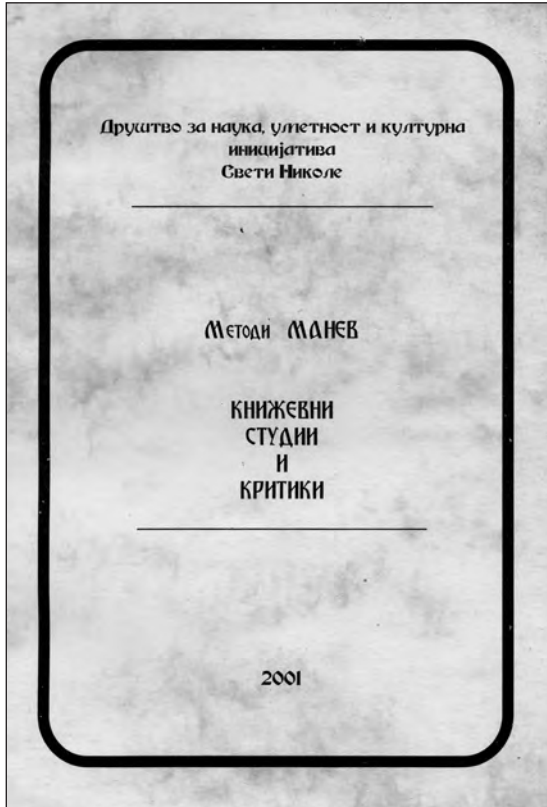 Друштво за наука, уметност и културна
иницијатива
Свети Николе
Методи МАНЕВ
КНИЖЕВНИ
СТУДИИ
И
КРИТИКИ
2001